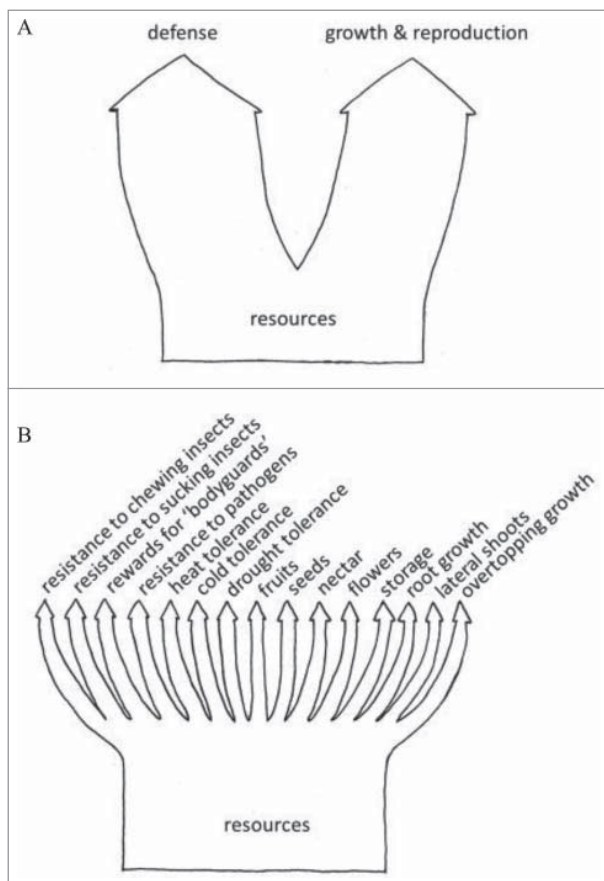 A
defense
growth & reproduction
resources
B
resistance to chewing insects
resistance to sucking insects
rewards for ‘bodyguards’
resistance to pathogens
heat tolerance
cold tolerance
drought tolerance
fruits
seeds
nectar
flowers
storage
root growth
lateral shoots
overtopping growth
resources